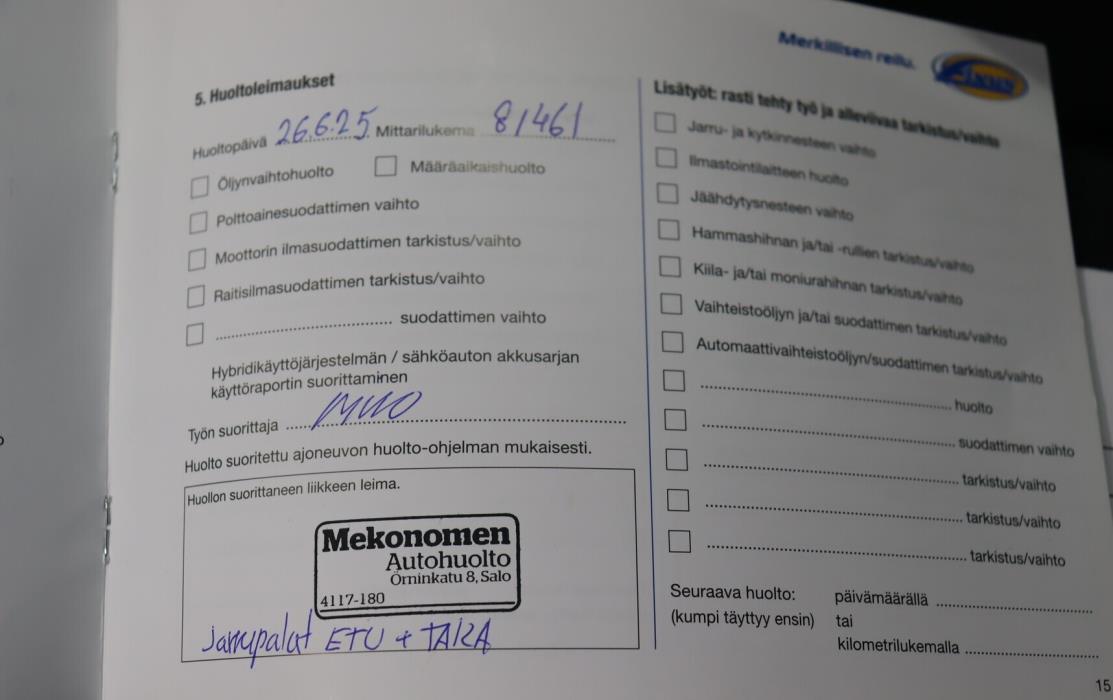 Merkillisen reilu.
5. Huoltoleimaukset
Huoltopäivä 26.6.25 Mittarilukema 81461
Öljynvaihtohuolto
Määräaikaishuolto
Polttoainesuodattimen vaihto
Moottorin ilmasuodattimen tarkistus/vaihto
Raitisilmasuodattimen tarkistus/vaihto
suodattimen vaihto
Hybridikäyttöjärjestelmän / sähköauton akkusarjan
käyttöraportin suorittaminen
Työn suorittaja
Huolto suoritettu ajoneuvon huolto-ohjelman mukaisesti.
Huollon suorittaneen liikkeen leima.
Mekonomen
Autohuolto
Örninkatu 8, Salo
4117-180
Jarrupalat ETU + TAKA
Lisätyöt: rasti tehty työ ja alleviivaa tarkistus/vaihto
Jarru- ja kytkinnesteen vaihto
Ilmastointilaitteen huolto
Jäähdytysnesteen vaihto
Hammashihnan ja/tai -rullien tarkistus/vaihto
Kiila- ja/tai moniurahihnan tarkistus/vaihto
Vaihteistoöljyn ja/tai suodattimen tarkistus/vaihto
Automaattivaihteistoöljyn/suodattimen tarkistus/vaihto
huolto
suodattimen vaihto
tarkistus/vaihto
tarkistus/vaihto
tarkistus/vaihto
Seuraava huolto: päivämäärällä
(kumpi täyttyy ensin) tai
kilometrilukemalla
15